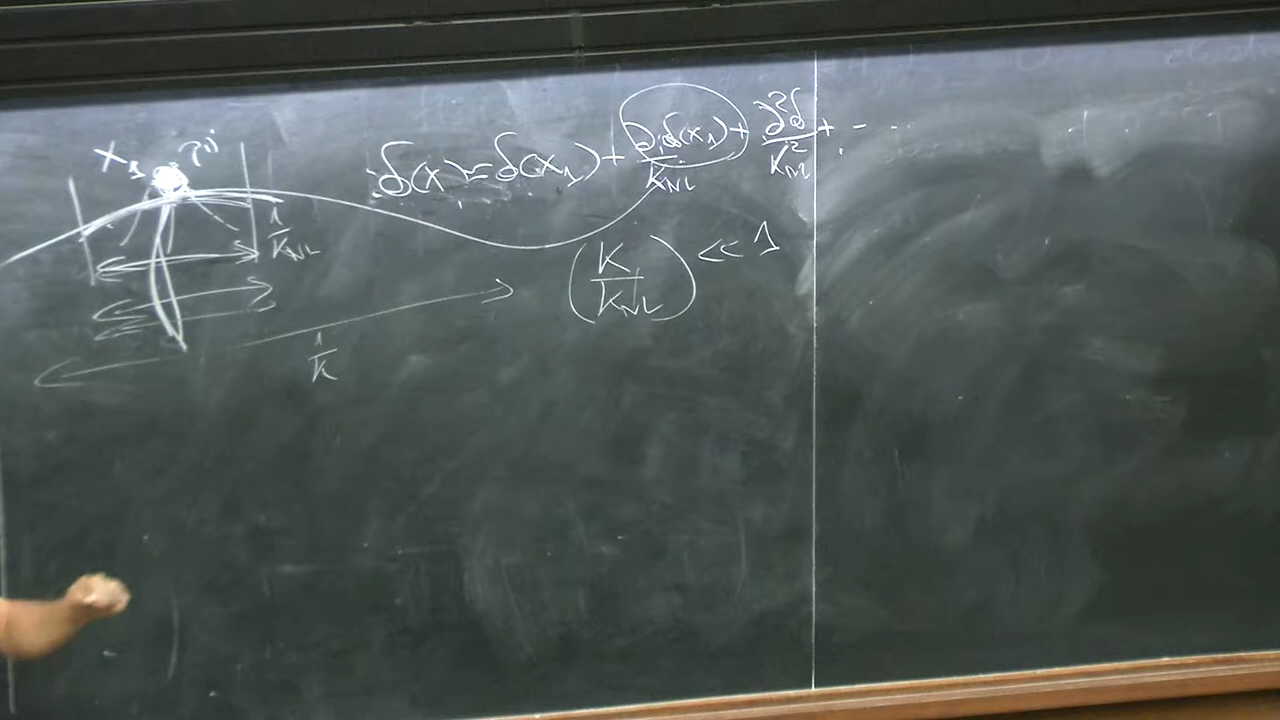 x₁
δ(x) = δ(x₁) + ∂ᵢδ(x₁)/K_NL + ∂²δ/K²_NL + ...
1/K_NL
(K/K_NL) << 1
1/K